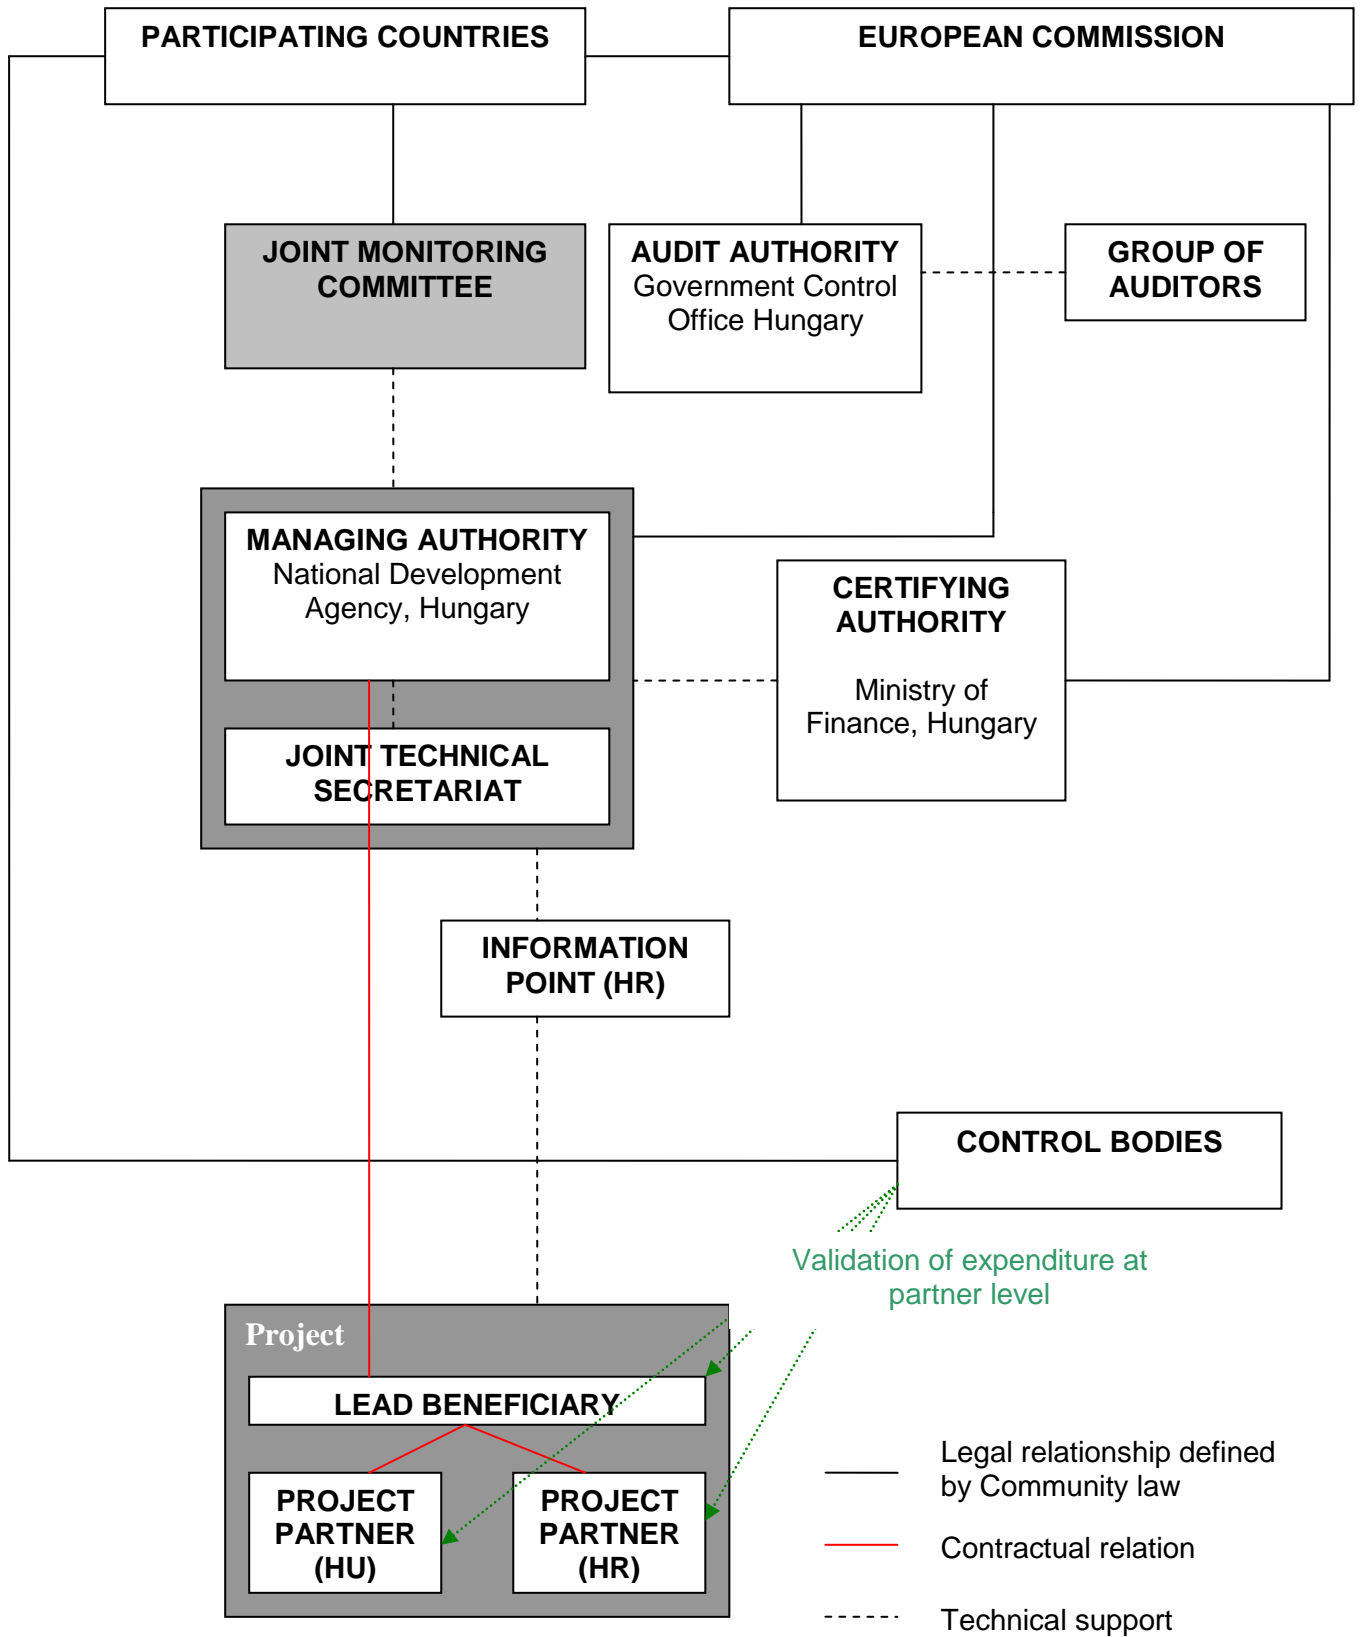 PARTICIPATING COUNTRIES
EUROPEAN COMMISSION
JOINT MONITORING
COMMITTEE
AUDIT AUTHORITY
Government Control
Office Hungary
GROUP OF
AUDITORS
MANAGING AUTHORITY
National Development
Agency, Hungary
CERTIFYING
AUTHORITY
Ministry of
Finance, Hungary
JOINT TECHNICAL
SECRETARIAT
INFORMATION
POINT (HR)
CONTROL BODIES
Validation of expenditure at
partner level
Project
LEAD BENEFICIARY
PROJECT
PARTNER
(HU)
PROJECT
PARTNER
(HR)
Legal relationship defined
by Community law
Contractual relation
Technical support